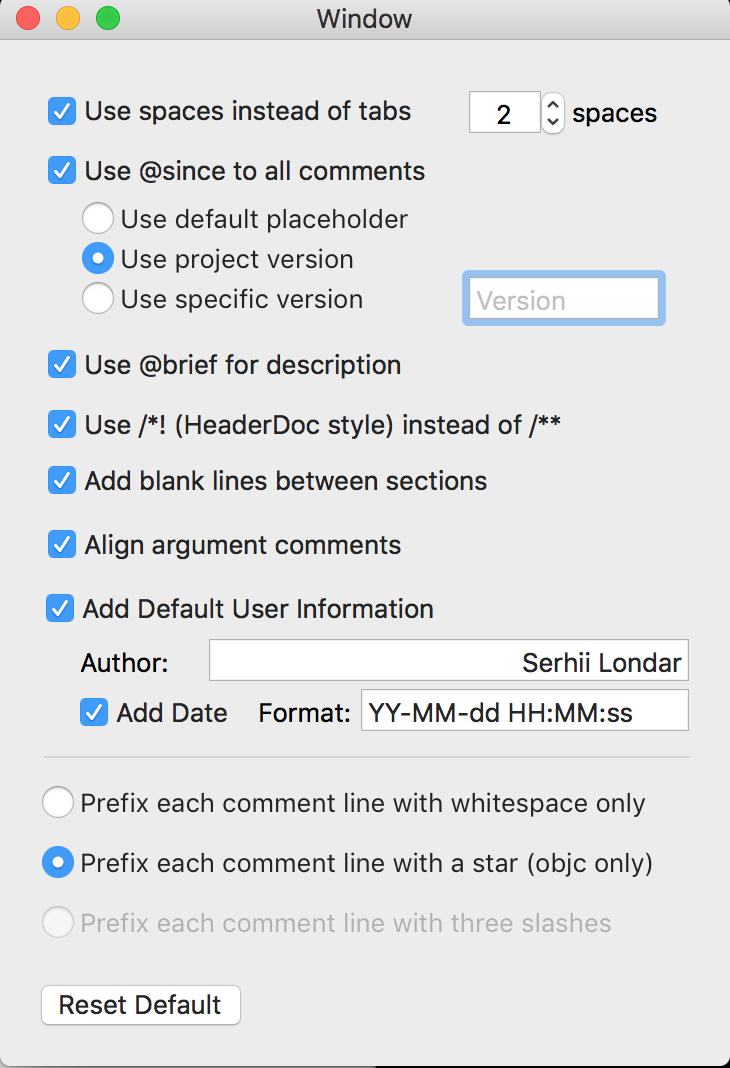 Window
Use spaces instead of tabs 2 spaces
Use @since to all comments
Use default placeholder
Use project version
Use specific version Version
Use @brief for description
Use /*! (HeaderDoc style) instead of /**
Add blank lines between sections
Align argument comments
Add Default User Information
Author: Serhii Londar
Add Date Format: YY-MM-dd HH:MM:ss
Prefix each comment line with whitespace only
Prefix each comment line with a star (objc only)
Prefix each comment line with three slashes
Reset Default